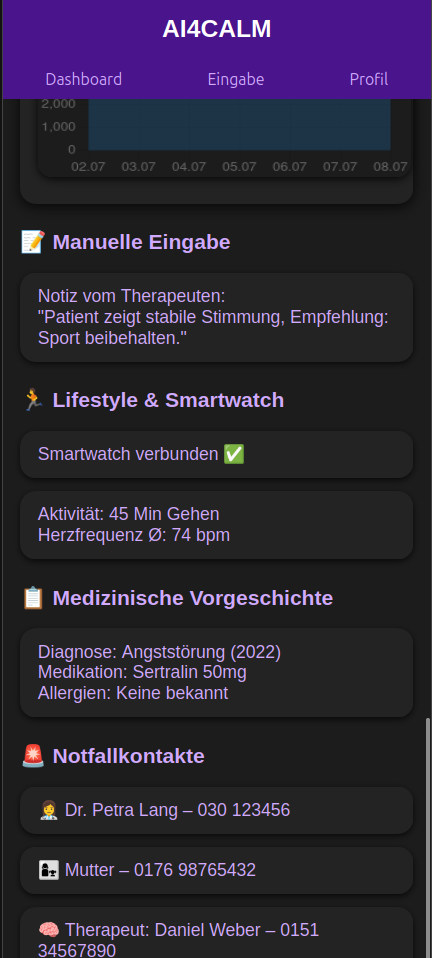 AI4CALM
Dashboard Eingabe Profil
2,000
1,000
0
02.07 03.07 04.07 05.07 06.07 07.07 08.07
📝 Manuelle Eingabe
Notiz vom Therapeuten:
"Patient zeigt stabile Stimmung, Empfehlung:
Sport beibehalten."
🏃 Lifestyle & Smartwatch
Smartwatch verbunden ✅
Aktivität: 45 Min Gehen
Herzfrequenz Ø: 74 bpm
📋 Medizinische Vorgeschichte
Diagnose: Angststörung (2022)
Medikation: Sertralin 50mg
Allergien: Keine bekannt
🚨 Notfallkontakte
👩‍⚕️ Dr. Petra Lang – 030 123456
👩‍👦 Mutter – 0176 98765432
🧠 Therapeut: Daniel Weber – 0151
34567890